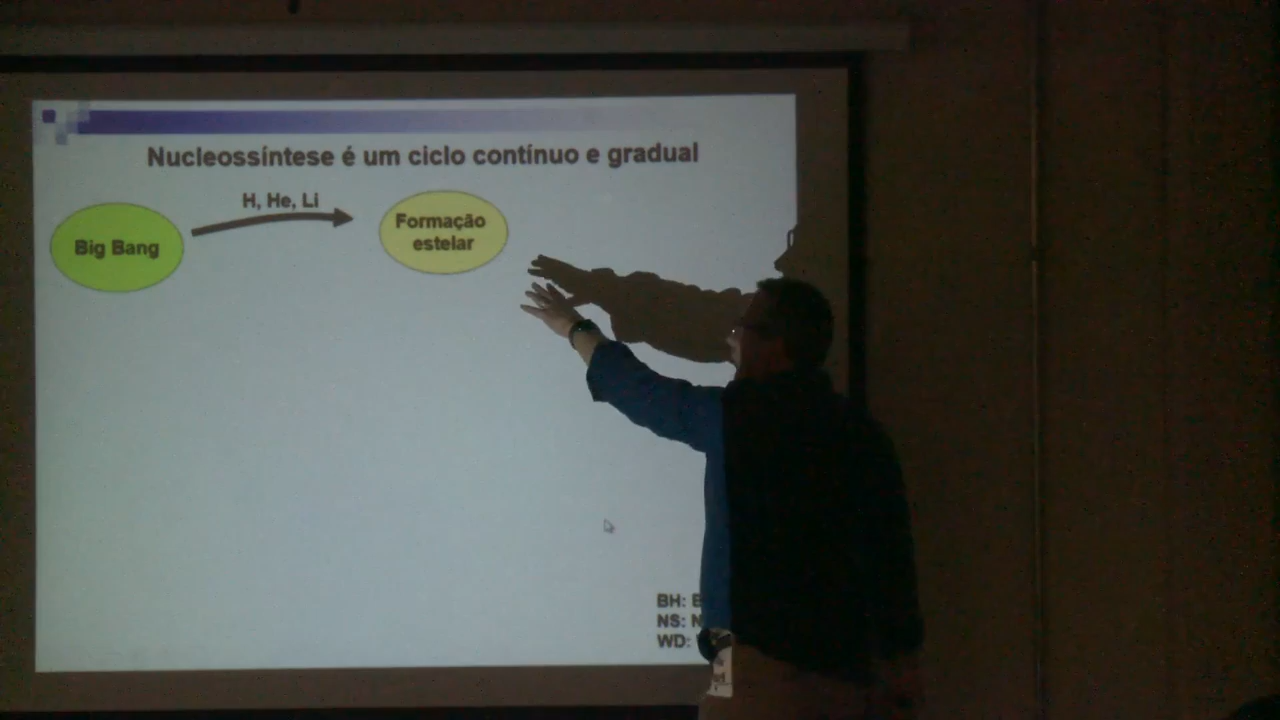 Nucleossíntese é um ciclo contínuo e gradual
H, He, Li
Big Bang
Formação
estelar
BH:
NS:
WD: